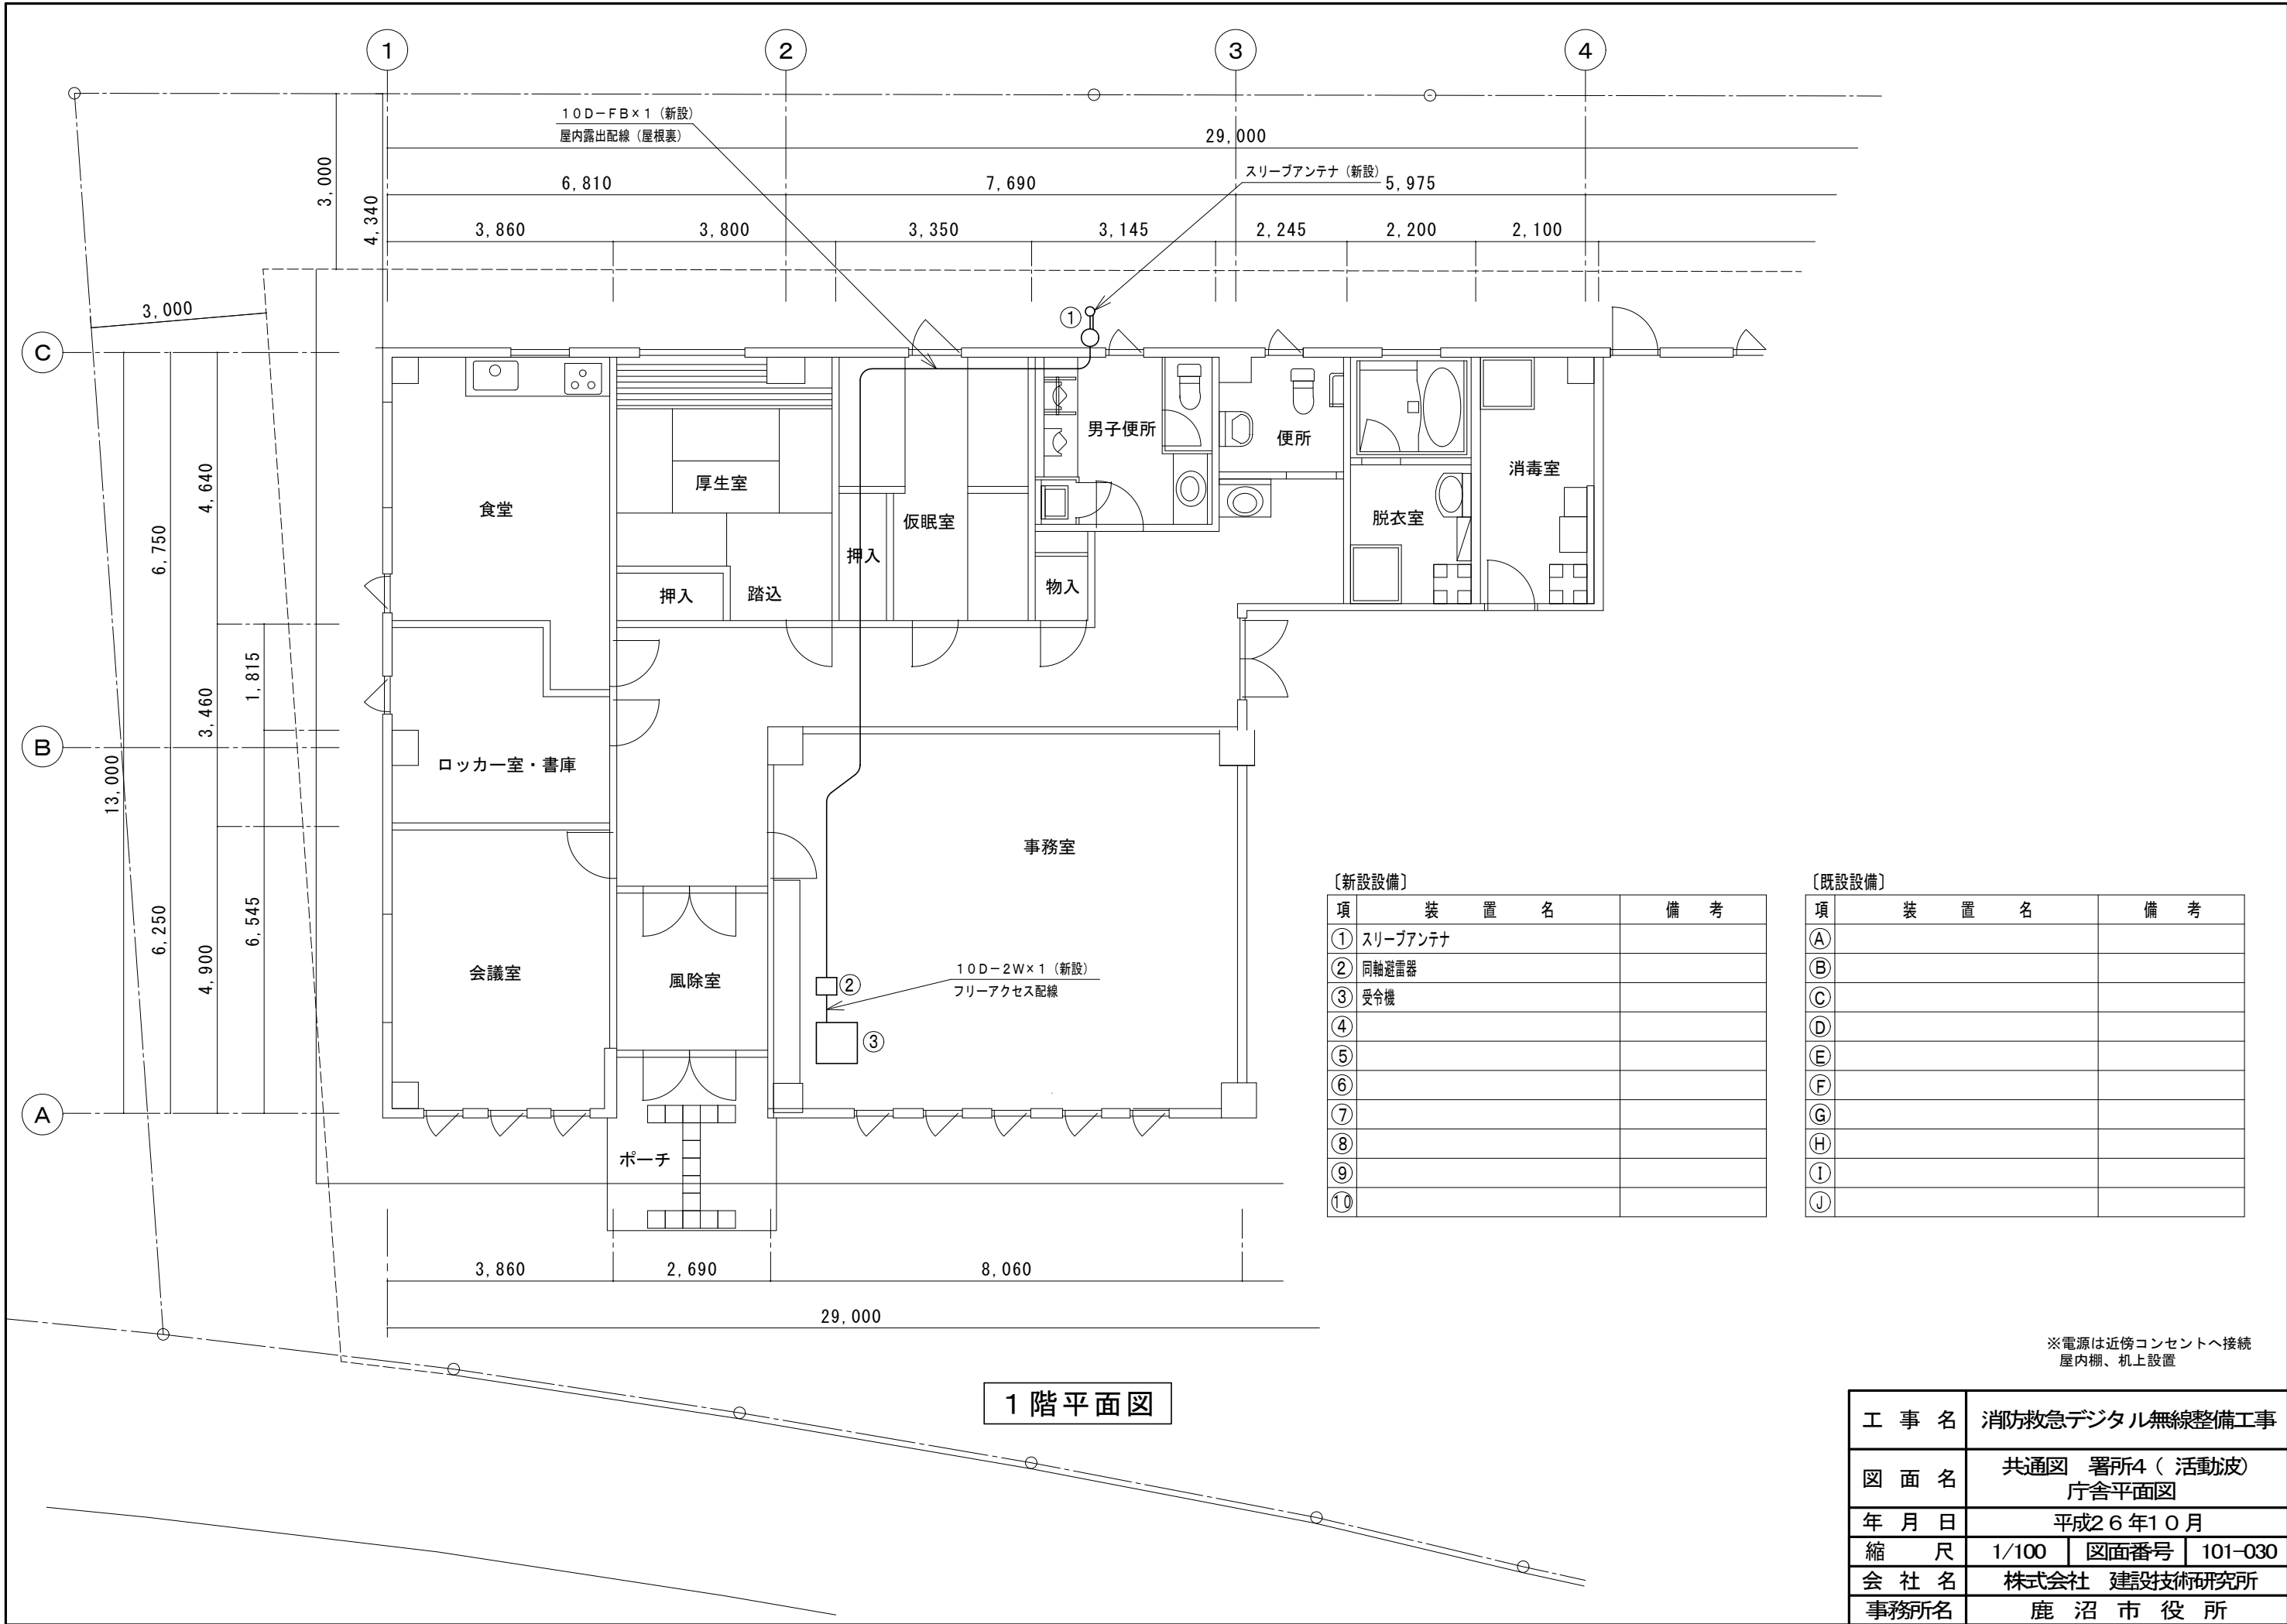 1
2
3
4
10D-FB×1（新設）
屋内露出配線（屋根裏）
29,000
スリーブアンテナ（新設）
6,810
7,690
5,975
3,000
4,340
3,860
3,800
3,350
3,145
2,245
2,200
2,100
3,000
①
C
男子便所
便所
消毒室
厚生室
食堂
仮眠室
脱衣室
押入
押入
踏込
物入
4,640
6,750
1,815
3,460
B
13,000
ロッカー室・書庫
事務室
6,250
6,545
4,900
会議室
風除室
10D-2W×1（新設）
フリーアクセス配線
②
③
A
ポーチ
3,860
2,690
8,060
29,000
〔新設設備〕
項 装置名 備考
① スリーブアンテナ
② 同軸避雷器
③ 受令機
④
⑤
⑥
⑦
⑧
⑨
⑩
〔既設設備〕
項 装置名 備考
Ⓐ
Ⓑ
Ⓒ
Ⓓ
Ⓔ
Ⓕ
Ⓖ
Ⓗ
Ⓘ
Ⓙ
※電源は近傍コンセントへ接続
屋内棚、机上設置
1階平面図
工事名 消防救急デジタル無線整備工事
図面名 共通図 署所4（活動波）
庁舎平面図
年月日 平成26年10月
縮尺 1/100 図面番号 101-030
会社名 株式会社 建設技術研究所
事務所名 鹿沼市役所